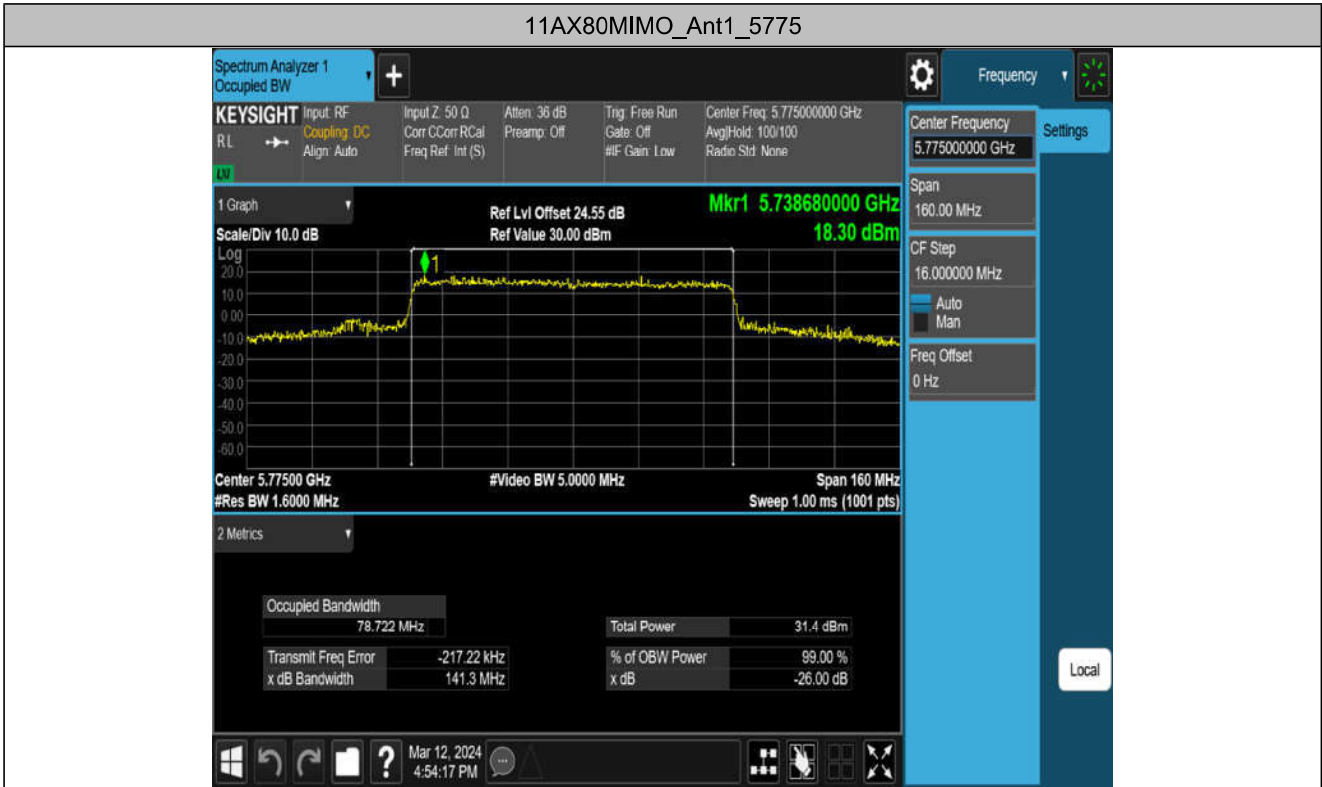 11AX80MIMO_Ant1_5775
Spectrum Analyzer 1
Occupied BW
+
Frequency
KEYSIGHT
RL
LXI
Input: RF
Coupling: DC
Align: Auto
Input Z: 50 Ω
Corr CCorr RCal
Freq Ref: Int (S)
Atten: 36 dB
Preamp: Off
Trig: Free Run
Gate: Off
#IF Gain: Low
Center Freq: 5.775000000 GHz
Avg|Hold: 100/100
Radio Std: None
Center Frequency
5.775000000 GHz
Settings
Span
160.00 MHz
CF Step
16.000000 MHz
Auto
Man
Freq Offset
0 Hz
1 Graph
Scale/Div 10.0 dB
Ref Lvl Offset 24.55 dB
Ref Value 30.00 dBm
Mkr1 5.738680000 GHz
18.30 dBm
Log
1
20.0
10.0
0.00
-10.0
-20.0
-30.0
-40.0
-50.0
-60.0
Center 5.77500 GHz
#Res BW 1.6000 MHz
#Video BW 5.0000 MHz
Span 160 MHz
Sweep 1.00 ms (1001 pts)
2 Metrics
Occupied Bandwidth
78.722 MHz
Total Power 31.4 dBm
Transmit Freq Error -217.22 kHz
% of OBW Power 99.00 %
x dB Bandwidth 141.3 MHz
x dB -26.00 dB
Local
?
Mar 12, 2024
4:54:17 PM